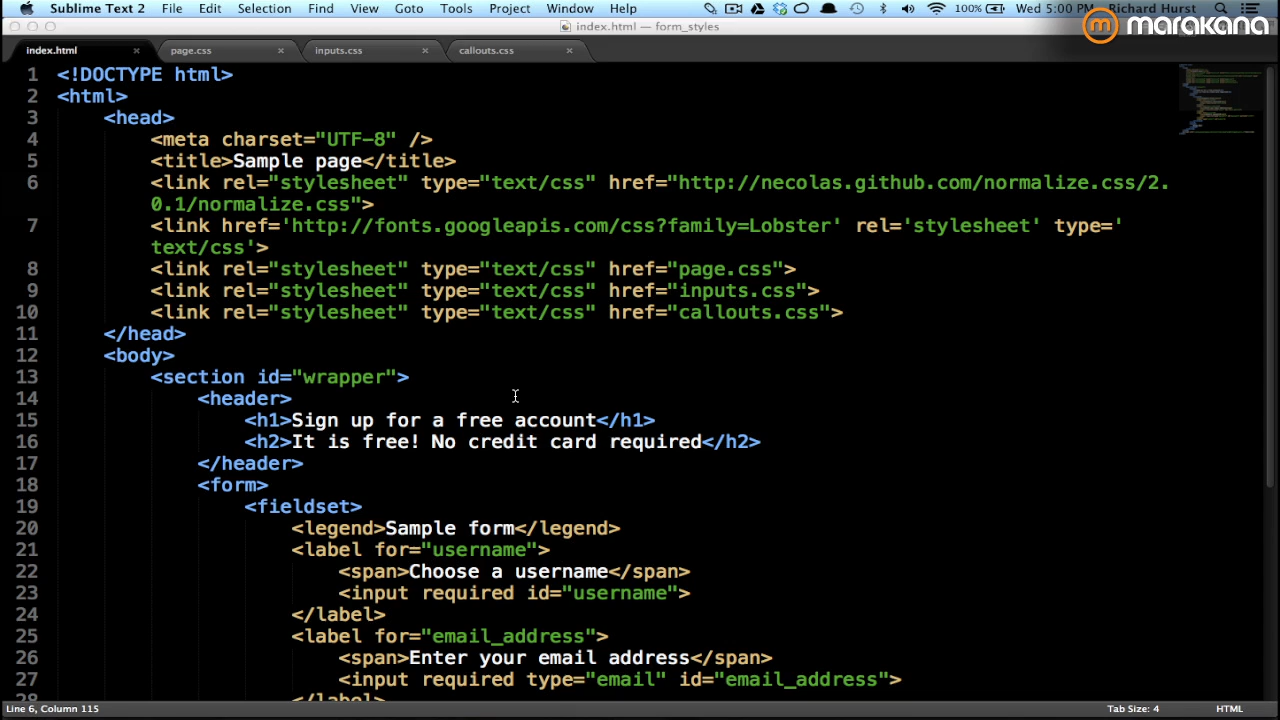 Sublime Text 2 File Edit Selection Find View Goto Tools Project Window Help 100% Wed 5:00 PM Richard Hurst
index.html — form_styles
marakana
index.html page.css inputs.css callouts.css
1 <!DOCTYPE html>
2 <html>
3 <head>
4 <meta charset="UTF-8" />
5 <title>Sample page</title>
6 <link rel="stylesheet" type="text/css" href="http://necolas.github.com/normalize.css/2.
0.1/normalize.css">
7 <link href='http://fonts.googleapis.com/css?family=Lobster' rel='stylesheet' type='
text/css'>
8 <link rel="stylesheet" type="text/css" href="page.css">
9 <link rel="stylesheet" type="text/css" href="inputs.css">
10 <link rel="stylesheet" type="text/css" href="callouts.css">
11 </head>
12 <body>
13 <section id="wrapper">
14 <header>
15 <h1>Sign up for a free account</h1>
16 <h2>It is free! No credit card required</h2>
17 </header>
18 <form>
19 <fieldset>
20 <legend>Sample form</legend>
21 <label for="username">
22 <span>Choose a username</span>
23 <input required id="username">
24 </label>
25 <label for="email_address">
26 <span>Enter your email address</span>
27 <input required type="email" id="email_address">
28 </label>
Line 6, Column 115 Tab Size: 4 HTML